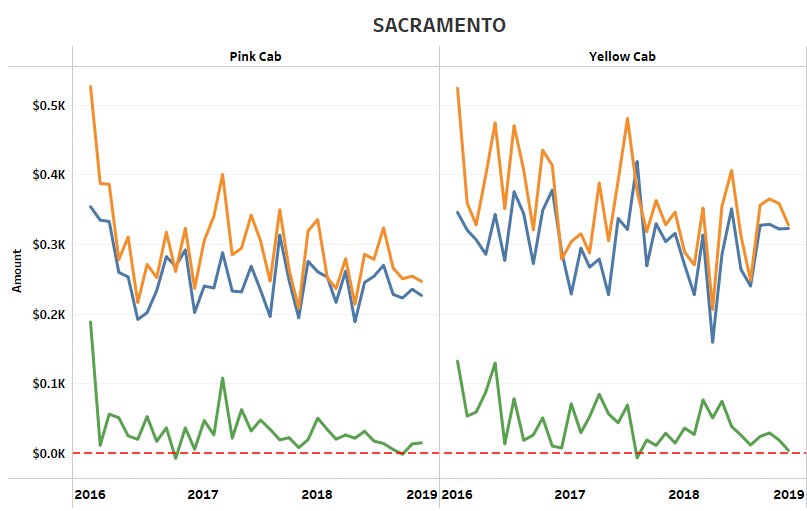 SACRAMENTO
Pink Cab Yellow Cab
$0.5K
$0.4K
$0.3K
$0.2K
$0.1K
$0.0K
Amount
2016 2017 2018 2019 2016 2017 2018 2019